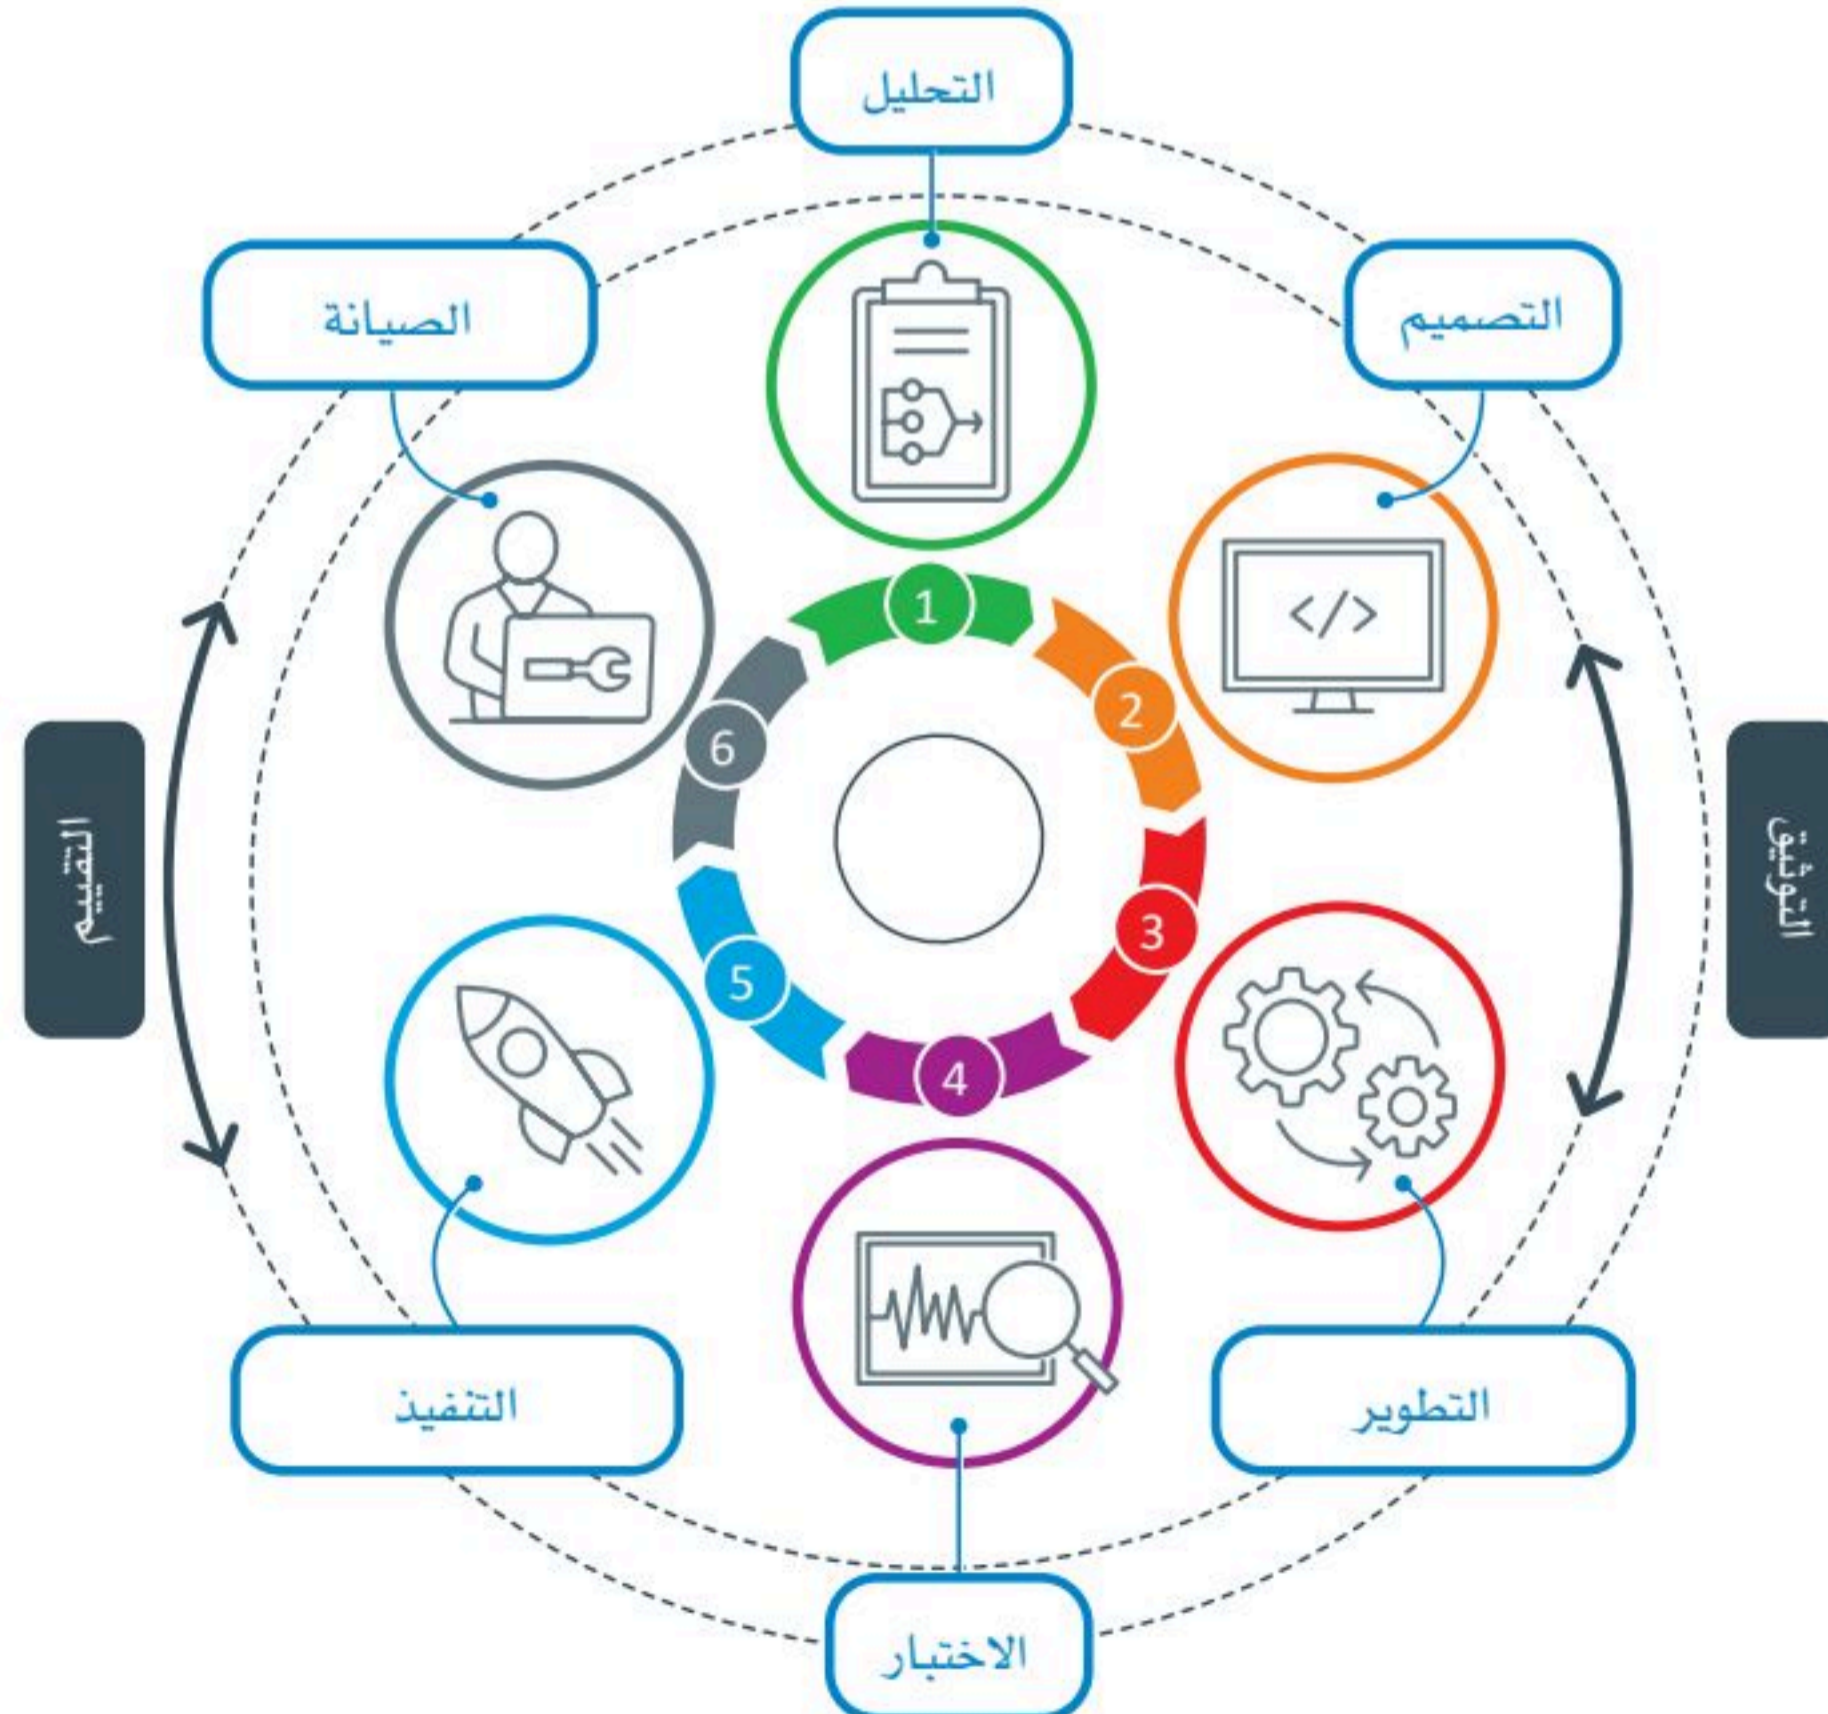 التحليل
الصيانة
التصميم
</>
1
2
6
3
5
4
التقييم
التوثيق
التنفيذ
التطوير
الاختبار